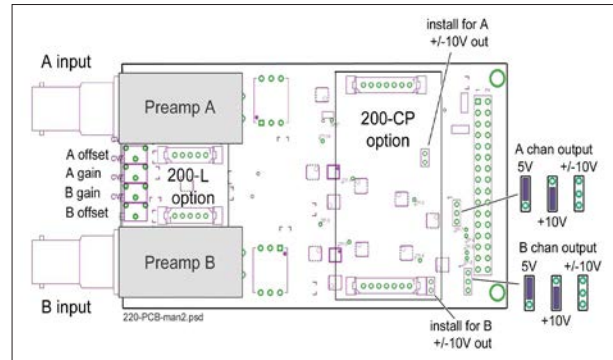 install for A
+/-10V out
A input
Preamp A
200-CP
option
A offset
A gain
B gain
B offset
200-L
option
A chan output
5V
+/-10V
+10V
B chan output
5V
+/-10V
+10V
Preamp B
B input
220-PCB-man2.psd
install for B
+/-10V out